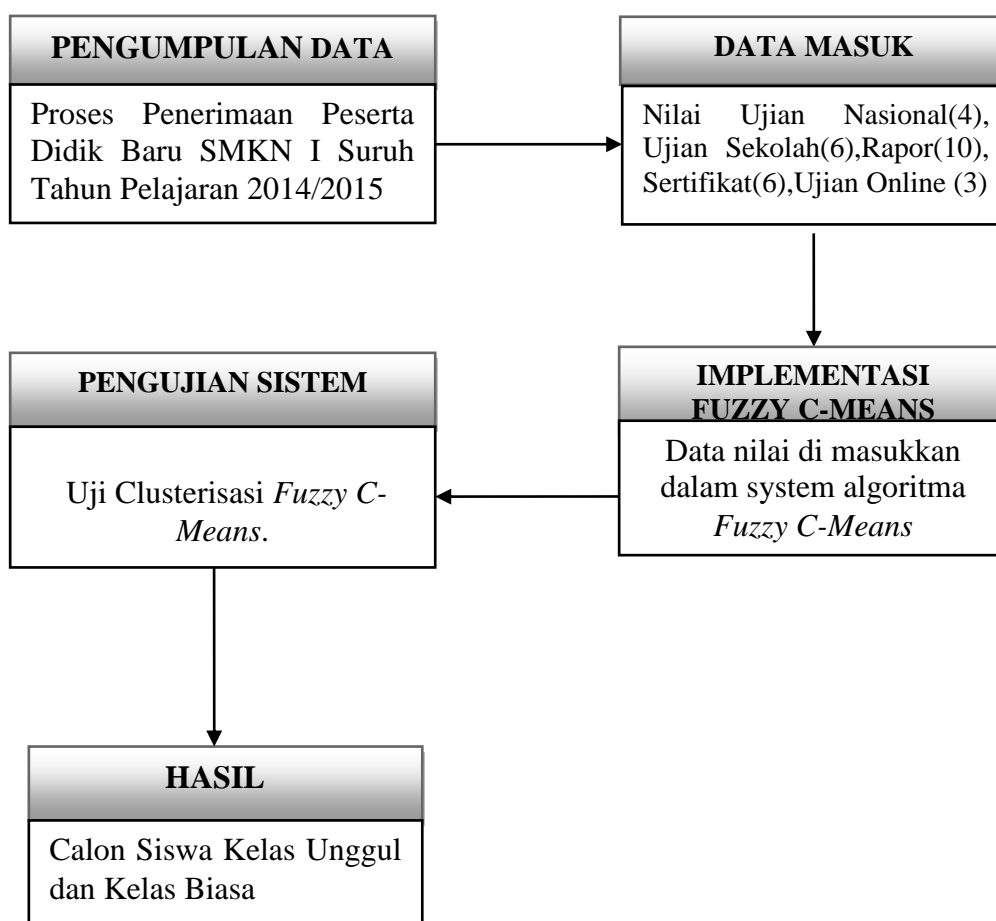 PENGUMPULAN DATA
Proses Penerimaan Peserta
Didik Baru SMKN I Suruh
Tahun Pelajaran 2014/2015
DATA MASUK
Nilai Ujian Nasional(4),
Ujian Sekolah(6),Rapor(10),
Sertifikat(6),Ujian Online (3)
IMPLEMENTASI
FUZZY C-MEANS
Data nilai di masukkan
dalam system algoritma
Fuzzy C-Means
PENGUJIAN SISTEM
Uji Clusterisasi Fuzzy C-
Means.
HASIL
Calon Siswa Kelas Unggul
dan Kelas Biasa